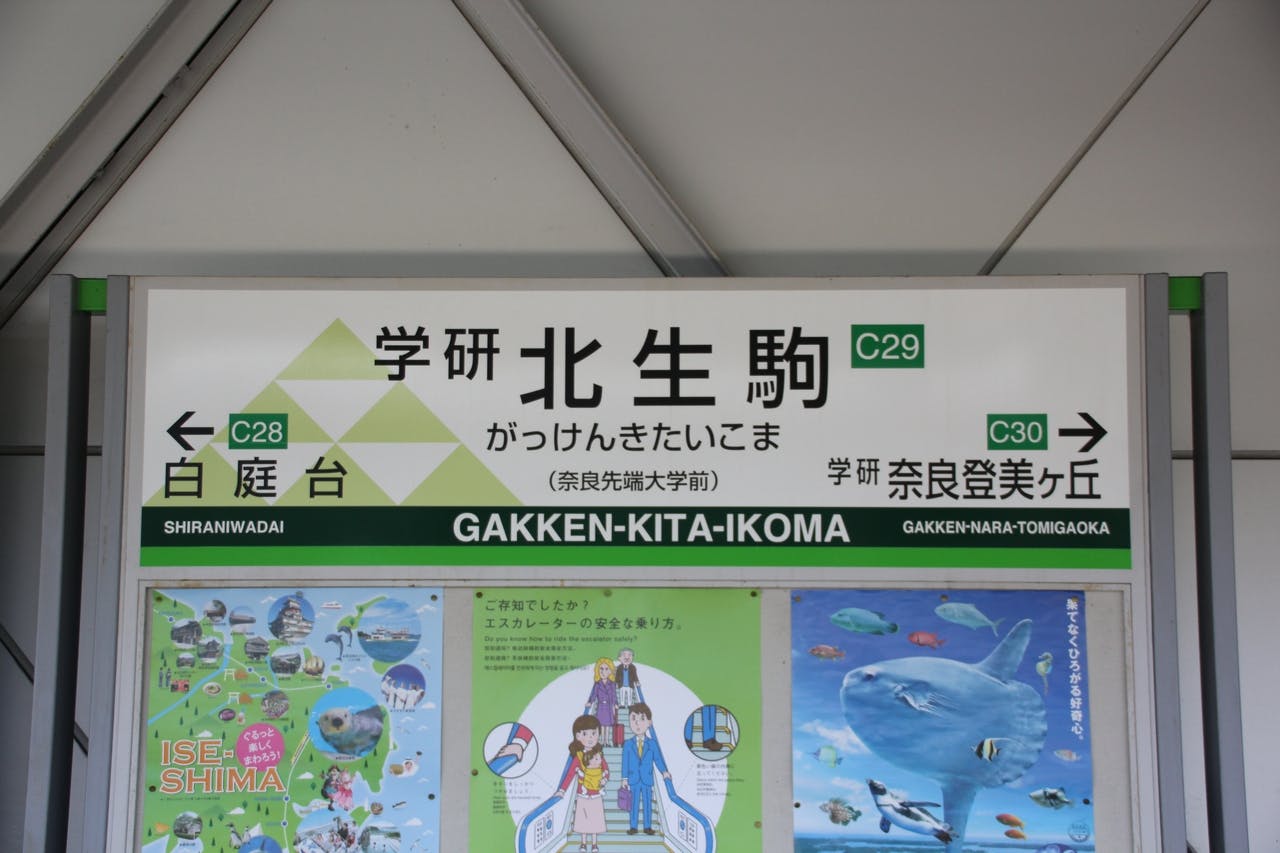 学研 北生駒 C29
がっけんきたいこま
(奈良先端大学前)
← C28
白庭台
C30 →
学研 奈良登美ヶ丘
SHIRANIWADAI
GAKKEN-KITA-IKOMA
GAKKEN-NARA-TOMIGAOKA
ISE-
SHIMA
ぐるっと
楽しく
まわろう!
ご存知でしたか?
エスカレーターの安全な乗り方。
Do you know how to ride the escalator safely?
果てなくひろがる好奇心。